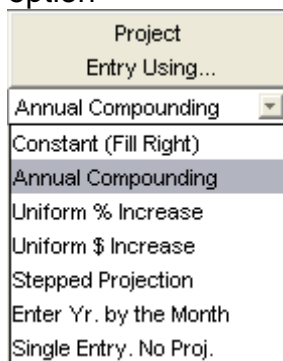 option
Project
Entry Using...
Annual Compounding
Constant (Fill Right)
Annual Compounding
Uniform % Increase
Uniform $ Increase
Stepped Projection
Enter Yr. by the Month
Single Entry. No Proj.